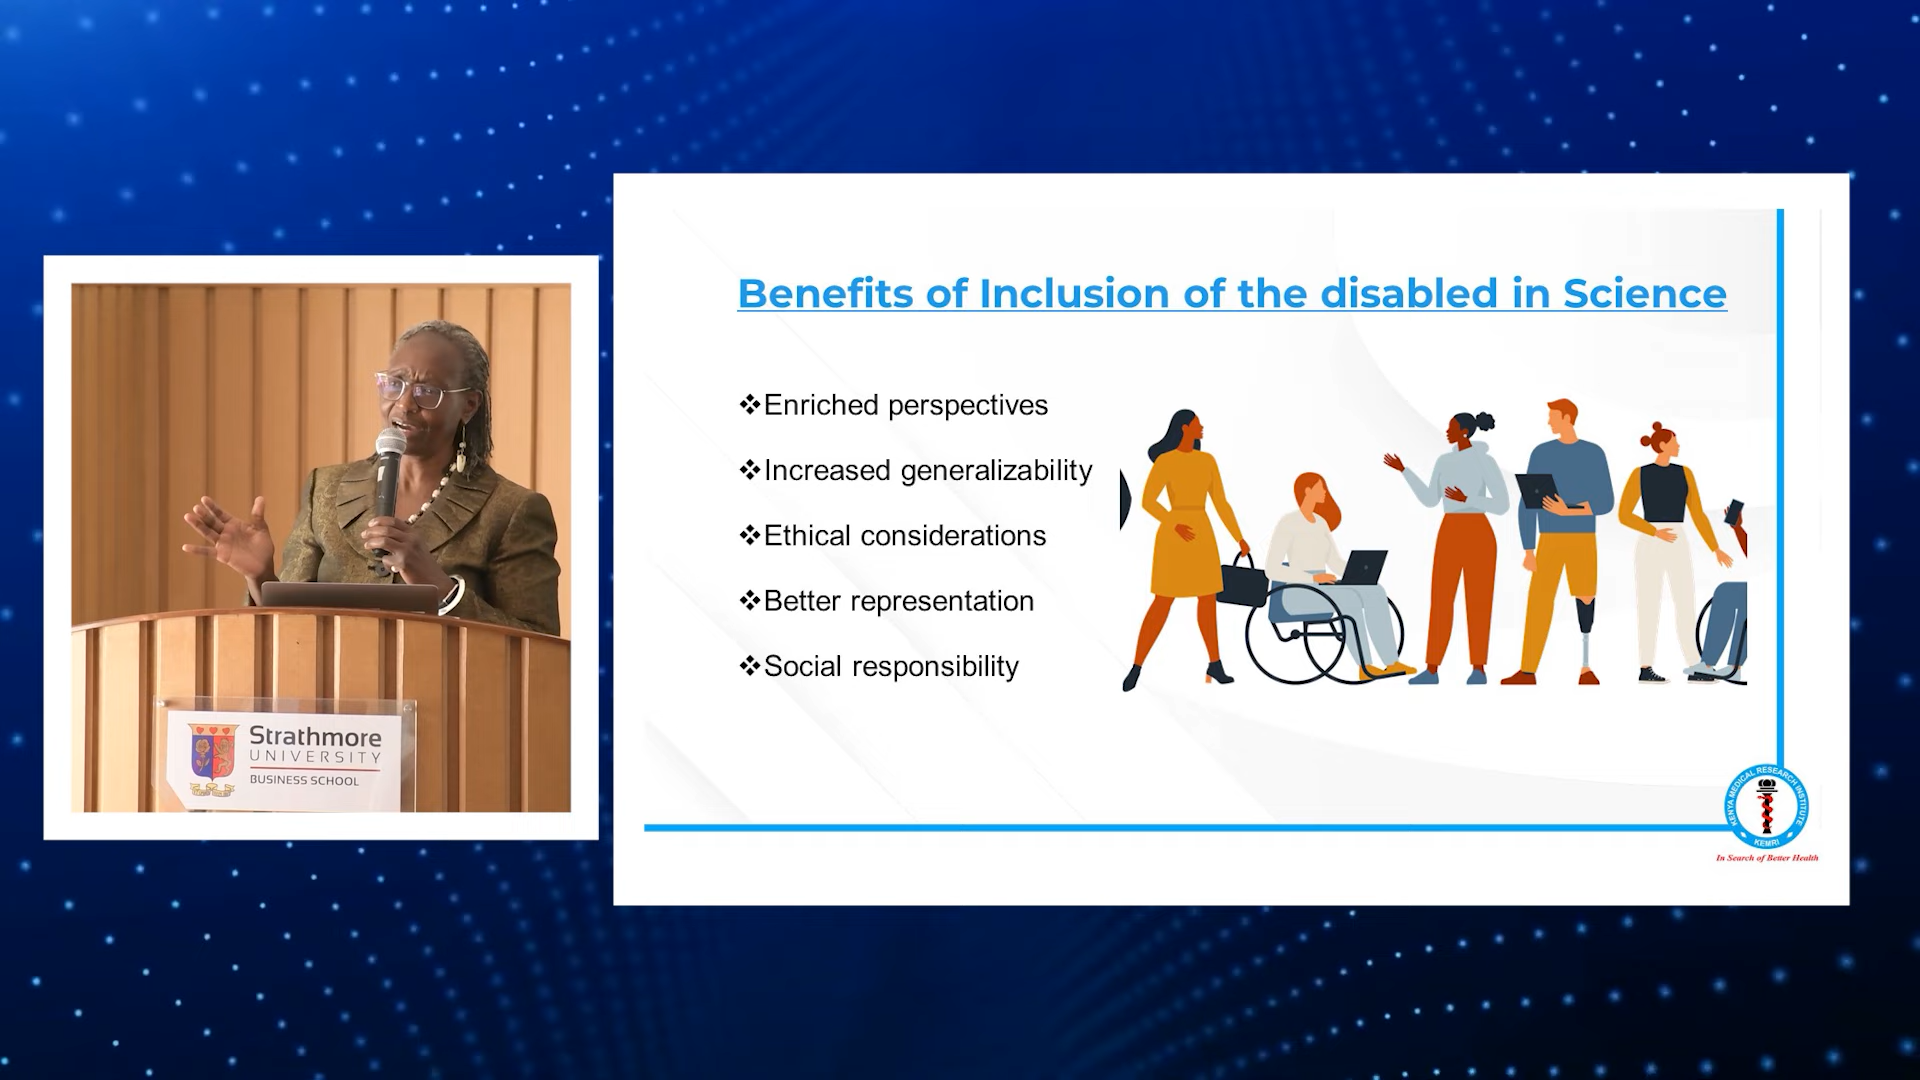 Benefits of Inclusion of the disabled in Science
❖Enriched perspectives
❖Increased generalizability
❖Ethical considerations
❖Better representation
❖Social responsibility
Strathmore
UNIVERSITY
BUSINESS SCHOOL
KENYA MEDICAL RESEARCH INSTITUTE
KEMRI
In Search of Better Health